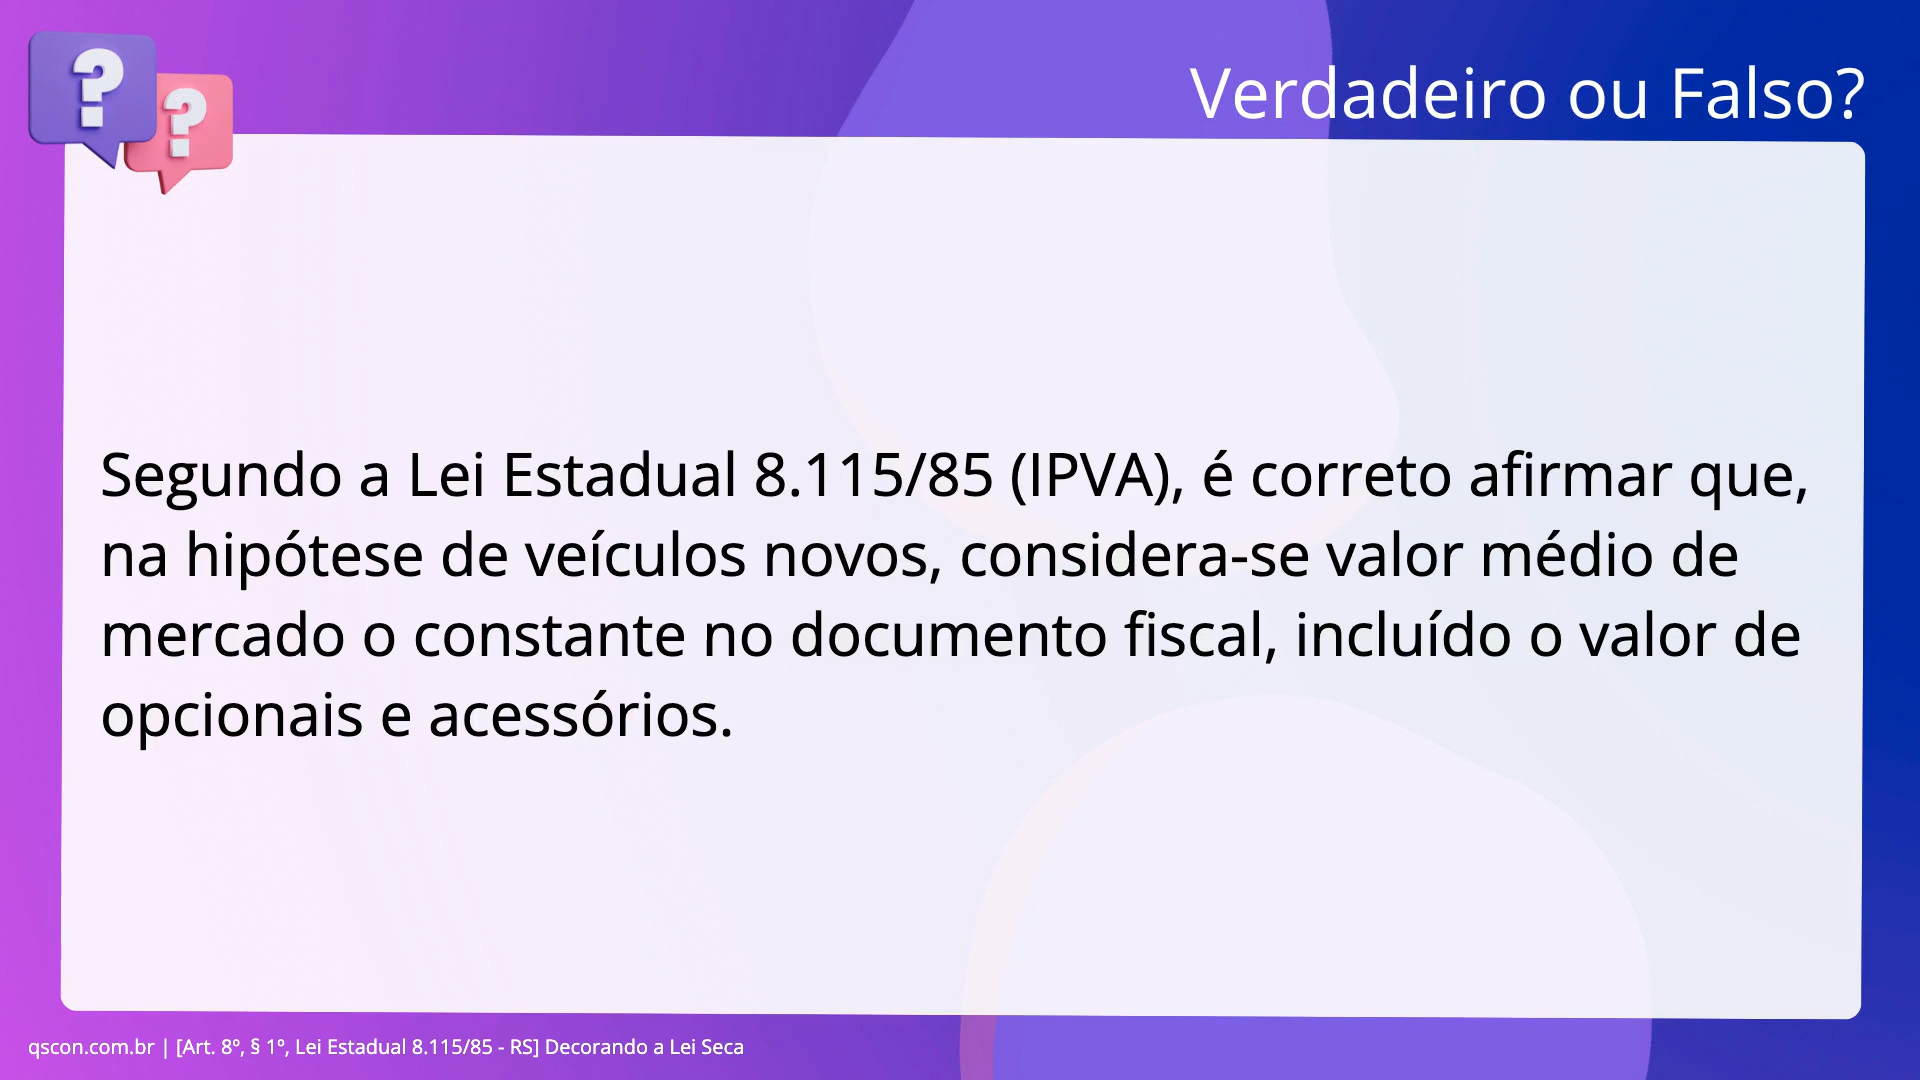 ?
?
Verdadeiro ou Falso?
Segundo a Lei Estadual 8.115/85 (IPVA), é correto afirmar que,
na hipótese de veículos novos, considera-se valor médio de
mercado o constante no documento fiscal, incluído o valor de
opcionais e acessórios.
qscon.com.br | [Art. 8º, § 1º, Lei Estadual 8.115/85 - RS] Decorando a Lei Seca